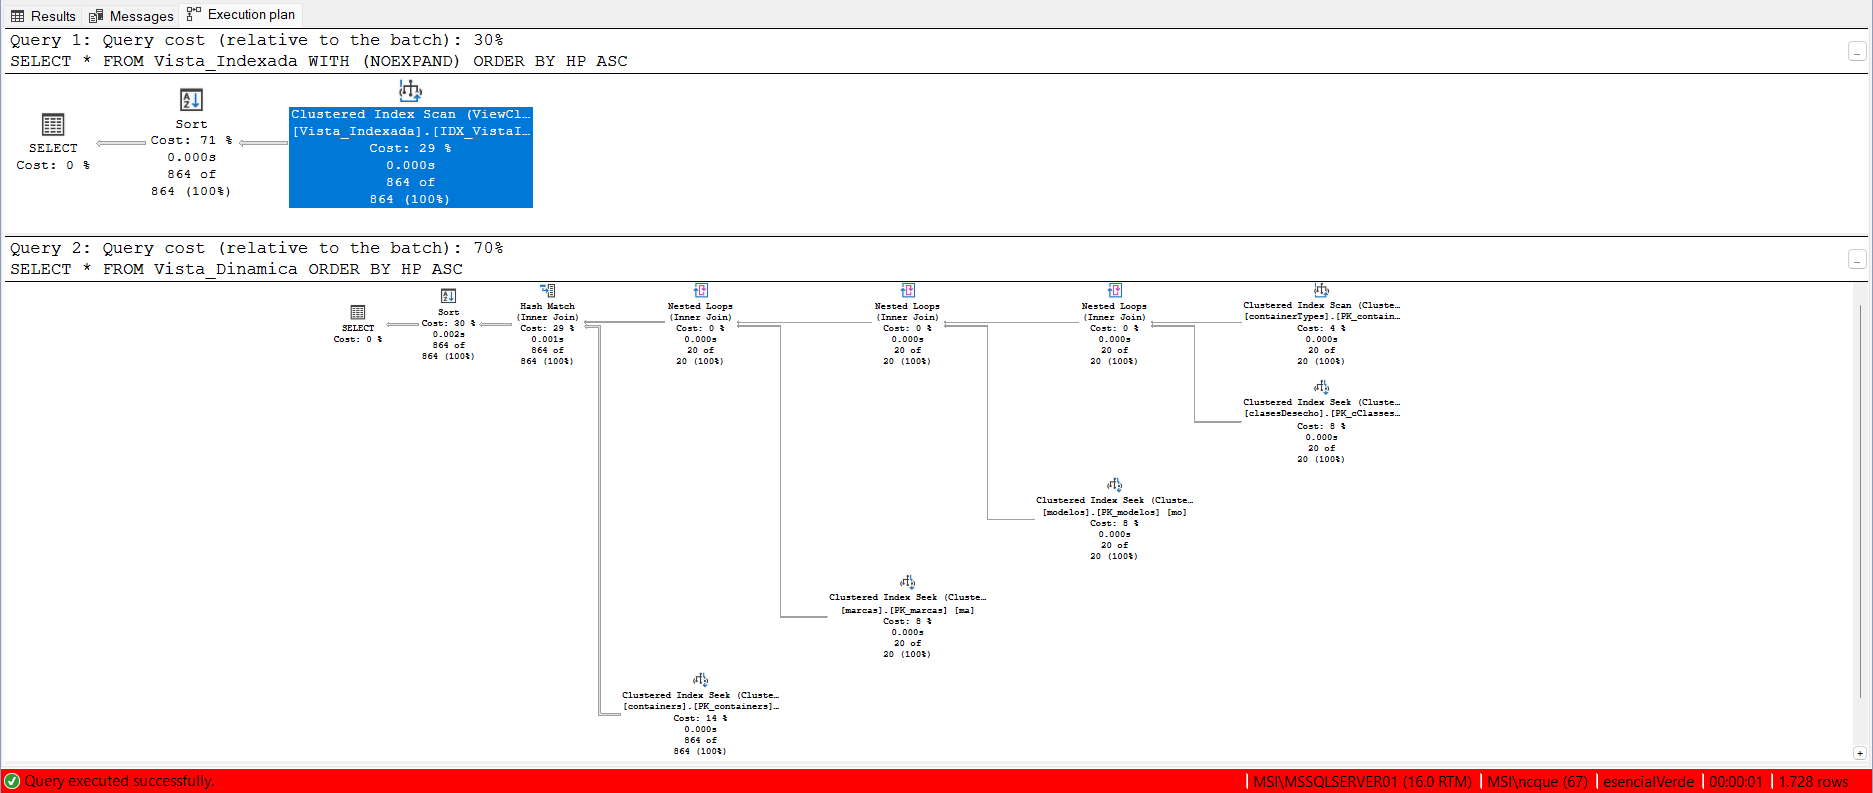 Results Messages Execution plan
Query 1: Query cost (relative to the batch): 30%
SELECT * FROM Vista_Indexada WITH (NOEXPAND) ORDER BY HP ASC
SELECT
Cost: 0 %
Sort
Cost: 71 %
0.000s
864 of
864 (100%)
Clustered Index Scan (ViewCl…
[Vista_Indexada].[IDX_VistaI…
Cost: 29 %
0.000s
864 of
864 (100%)
Query 2: Query cost (relative to the batch): 70%
SELECT * FROM Vista_Dinamica ORDER BY HP ASC
SELECT
Cost: 0 %
Sort
Cost: 30 %
0.002s
864 of
864 (100%)
Hash Match
(Inner Join)
Cost: 29 %
0.001s
864 of
864 (100%)
Nested Loops
(Inner Join)
Cost: 0 %
0.000s
20 of
20 (100%)
Nested Loops
(Inner Join)
Cost: 0 %
0.000s
20 of
20 (100%)
Nested Loops
(Inner Join)
Cost: 0 %
0.000s
20 of
20 (100%)
Clustered Index Scan (Cluste…
[containerTypes].[PK_contain…
Cost: 4 %
0.000s
20 of
20 (100%)
Clustered Index Seek (Cluste…
[clasesDesecho].[PK_cClasses…
Cost: 8 %
0.000s
20 of
20 (100%)
Clustered Index Seek (Cluste…
[modelos].[PK_modelos] [mo]
Cost: 8 %
0.000s
20 of
20 (100%)
Clustered Index Seek (Cluste…
[marcas].[PK_marcas] [ma]
Cost: 8 %
0.000s
20 of
20 (100%)
Clustered Index Seek (Cluste…
[containers].[PK_containers]…
Cost: 14 %
0.000s
864 of
864 (100%)
Query executed successfully.
MSI\MSSQLSERVER01 (16.0 RTM) MSI\ncque (67) esencialVerde 00:00:01 1.728 rows